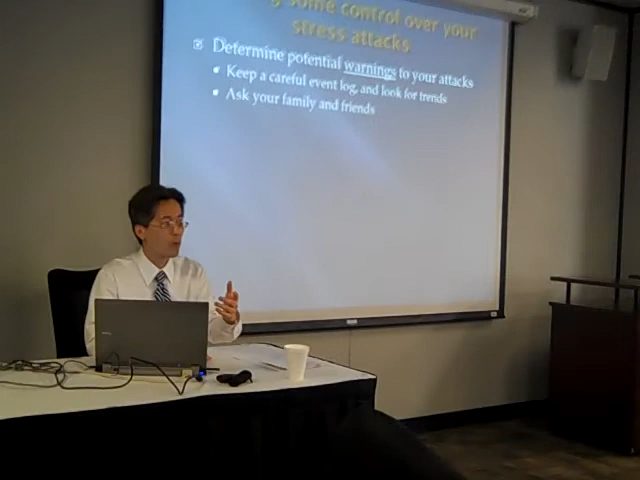 some control over your
stress attacks
Determine potential warnings to your attacks
Keep a careful event log, and look for trends
Ask your family and friends